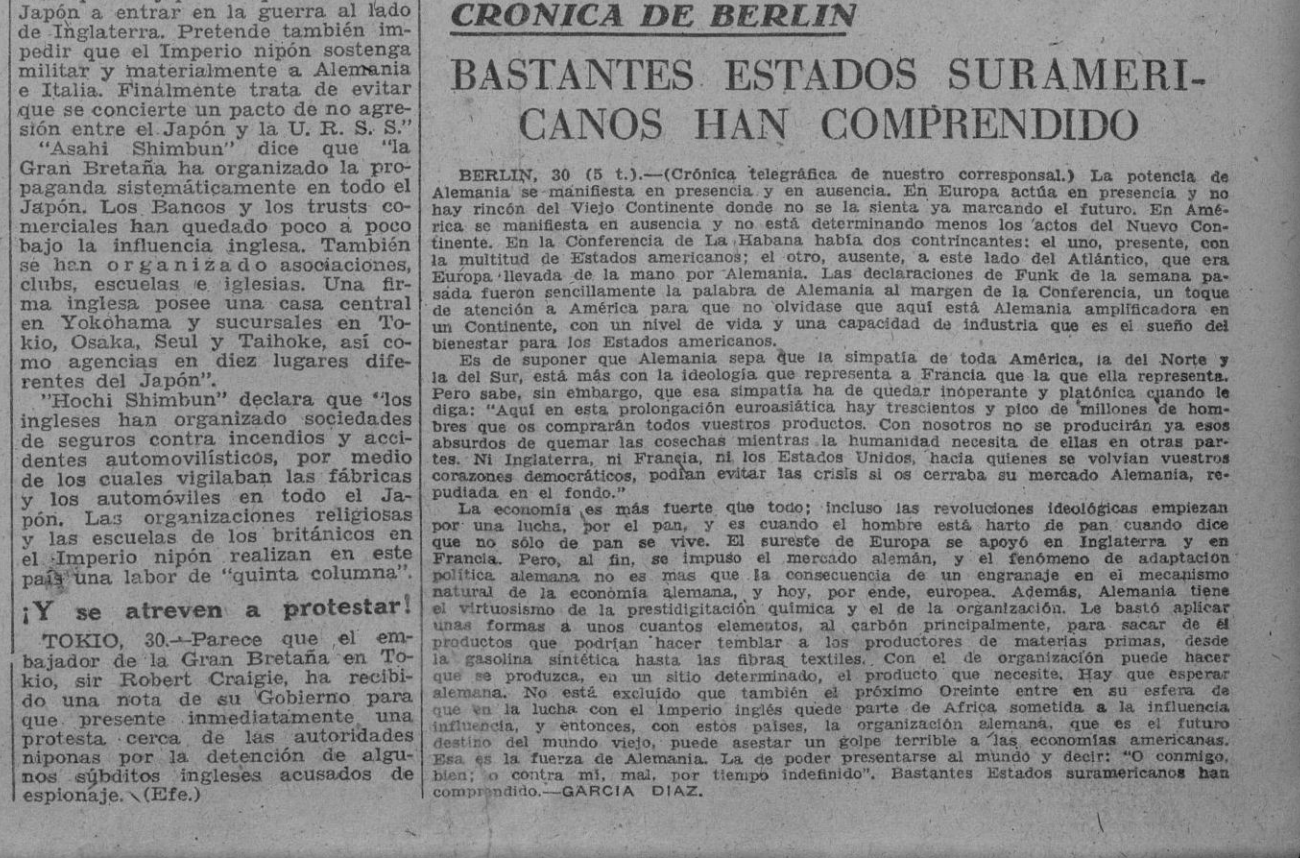 Japón a entrar en la guerra al lado
de Inglaterra. Pretende también im-
pedir que el Imperio nipón sostenga
militar y materialmente a Alemania
e Italia. Finalmente trata de evitar
que se concierte un pacto de no agre-
sión entre el Japón y la U. R. S. S."
"Asahi Shimbun" dice que "la
Gran Bretaña ha organizado la pro-
paganda sistemáticamente en todo el
Japón. Los Bancos y los trusts co-
merciales han quedado poco a poco
bajo la influencia inglesa. También
se han organizado asociaciones,
clubs, escuelas e iglesias. Una fir-
ma inglesa posee una casa central
en Yokohama y sucursales en To-
kio, Osaka, Seul y Taihoke, así co-
mo agencias en diez lugares dife-
rentes del Japón".
"Hochi Shimbun" declara que "los
ingleses han organizado sociedades
de seguros contra incendios y acci-
dentes automovilísticos, por medio
de los cuales vigilaban las fábricas
y los automóviles en todo el Ja-
pón. Las organizaciones religiosas
y las escuelas de los británicos en
el Imperio nipón realizan en este
país una labor de "quinta columna".
¡Y se atreven a protestar!
TOKIO, 30.—Parece que el em-
bajador de la Gran Bretaña en To-
kio, sir Robert Craigie, ha recibi-
do una nota de su Gobierno para
que presente inmediatamente una
protesta cerca de las autoridades
niponas por la detención de algu-
nos súbditos ingleses acusados de
espionaje. (Efe.)
CRONICA DE BERLIN
BASTANTES ESTADOS SURAMERI-
CANOS HAN COMPRENDIDO
BERLIN, 30 (5 t.).—(Crónica telegráfica de nuestro corresponsal.) La potencia de
Alemania se manifiesta en presencia y en ausencia. En Europa actúa en presencia y no
hay rincón del Viejo Continente donde no se la sienta ya marcando el futuro. En Amé-
rica se manifiesta en ausencia y no está determinando menos los actos del Nuevo Con-
tinente. En la Conferencia de La Habana había dos contrincantes: el uno, presente, con
la multitud de Estados americanos; el otro, ausente, a este lado del Atlántico, que era
Europa llevada de la mano por Alemania. Las declaraciones de Funk de la semana pa-
sada fueron sencillamente la palabra de Alemania al margen de la Conferencia, un toque
de atención a América para que no olvidase que aquí está Alemania amplificadora en
un Continente, con un nivel de vida y una capacidad de industria que es el sueño del
bienestar para los Estados americanos.
Es de suponer que Alemania sepa que la simpatía de toda América, la del Norte y
la del Sur, está más con la ideología que representa a Francia que la que ella representa.
Pero sabe, sin embargo, que esa simpatía ha de quedar inoperante y platónica cuando le
diga: "Aquí en esta prolongación euroasiática hay trescientos y pico de millones de hom-
bres que os comprarán todos vuestros productos. Con nosotros no se producirán ya esos
absurdos de quemar las cosechas mientras la humanidad necesita de ellas en otras par-
tes. Ni Inglaterra, ni Francia, ni los Estados Unidos, hacia quienes se volvían vuestros
corazones democráticos, podían evitar las crisis si os cerraba su mercado Alemania, re-
pudiada en el fondo."
La economía es más fuerte que todo; incluso las revoluciones ideológicas empiezan
por una lucha, por el pan, y es cuando el hombre está harto de pan cuando dice
que no sólo de pan se vive. El sureste de Europa se apoyó en Inglaterra y en
Francia. Pero, al fin, se impuso el mercado alemán, y el fenómeno de adaptación
política alemana no es mas que la consecuencia de un engranaje en el mecanismo
natural de la economía alemana, y hoy, por ende, europea. Además, Alemania tiene
el virtuosismo de la prestidigitación química y el de la organización. Le bastó aplicar
unas formas a unos cuantos elementos, al carbón principalmente, para sacar de él
productos que podrían hacer temblar a los productores de materias primas, desde
la gasolina sintética hasta las fibras textiles. Con el de organización puede hacer
que se produzca, en un sitio determinado, el producto que necesite. Hay que esperar
alemana. No está excluído que también el próximo Oreinte entre en su esfera de
que en la lucha con el Imperio inglés quede parte de Africa sometida a la influencia
influencia, y entonces, con estos países, la organización alemana, que es el futuro
destino del mundo viejo, puede asestar un golpe terrible a las economías americanas.
Esa es la fuerza de Alemania. La de poder presentarse al mundo y decir: "O conmigo,
bien; o contra mí, mal, por tiempo indefinido". Bastantes Estados suramericanos han
comprendido.—GARCIA DIAZ.